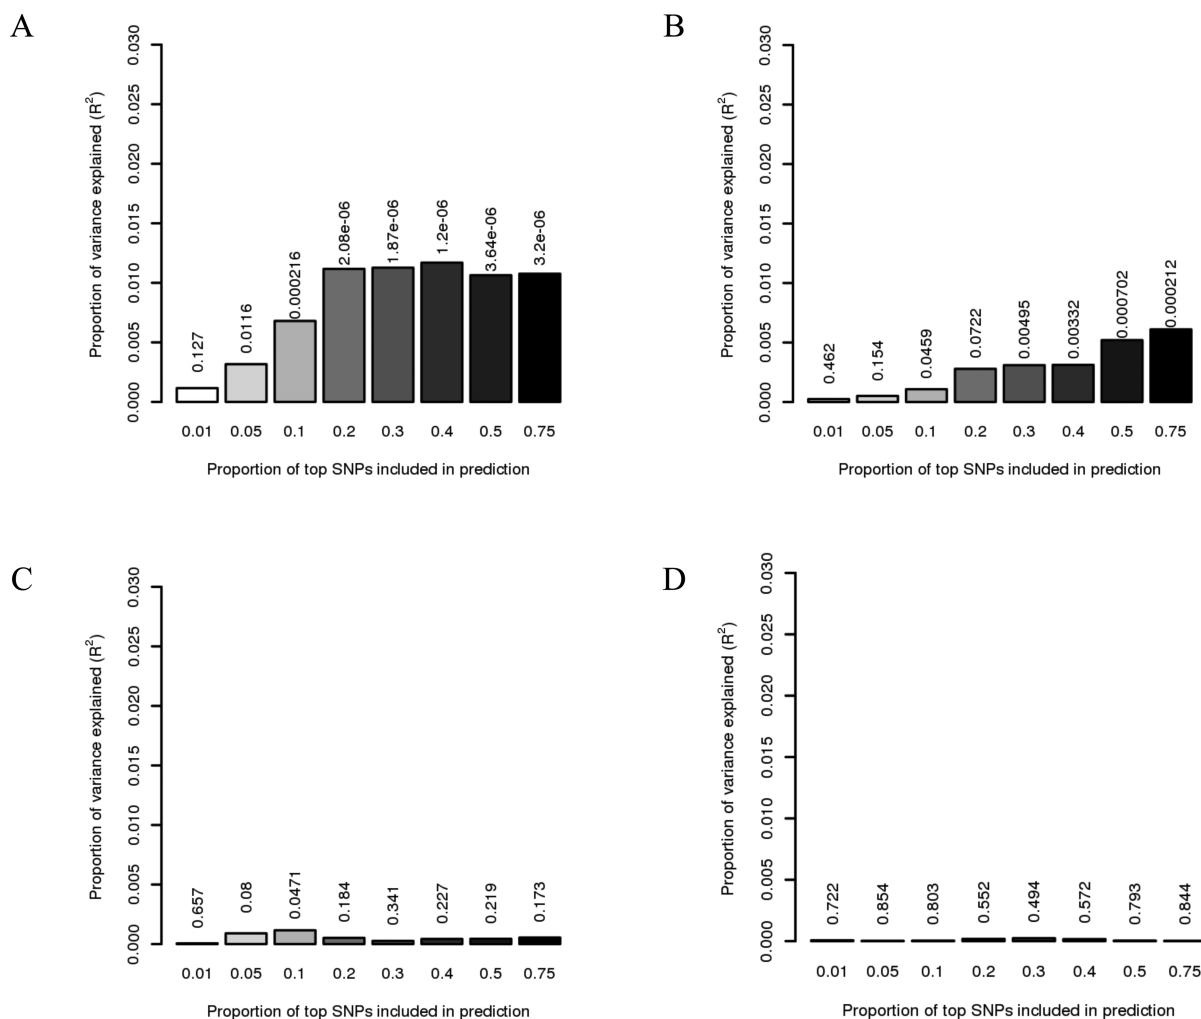 A
Proportion of variance explained (R²)
0.030
0.025
0.020
0.015
0.010
0.005
0.000
0.127
0.0116
0.000216
2.08e-06
1.87e-06
1.2e-06
3.64e-06
3.2e-06
0.01 0.05 0.1 0.2 0.3 0.4 0.5 0.75
Proportion of top SNPs included in prediction
B
Proportion of variance explained (R²)
0.030
0.025
0.020
0.015
0.010
0.005
0.000
0.462
0.154
0.0459
0.0722
0.00495
0.00332
0.000702
0.000212
0.01 0.05 0.1 0.2 0.3 0.4 0.5 0.75
Proportion of top SNPs included in prediction
C
Proportion of variance explained (R²)
0.030
0.025
0.020
0.015
0.010
0.005
0.000
0.657
0.08
0.0471
0.184
0.341
0.227
0.219
0.173
0.01 0.05 0.1 0.2 0.3 0.4 0.5 0.75
Proportion of top SNPs included in prediction
D
Proportion of variance explained (R²)
0.030
0.025
0.020
0.015
0.010
0.005
0.000
0.722
0.854
0.803
0.552
0.494
0.572
0.793
0.844
0.01 0.05 0.1 0.2 0.3 0.4 0.5 0.75
Proportion of top SNPs included in prediction